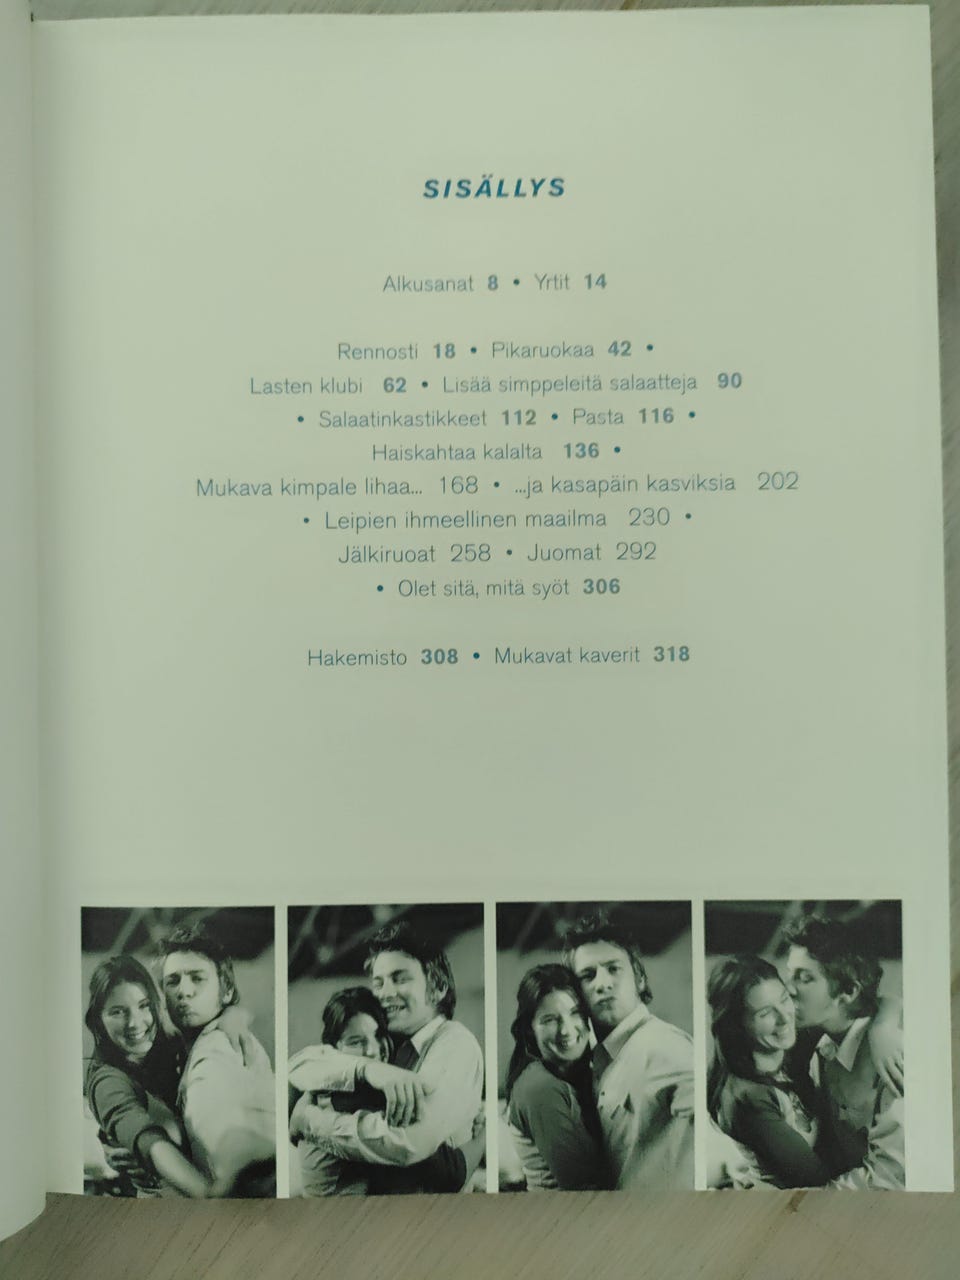 SISÄLLYS
Alkusanat 8 • Yrtit 14
Rennosti 18 • Pikaruokaa 42 •
Lasten klubi 62 • Lisää simppeleitä salaatteja 90
• Salaatinkastikkeet 112 • Pasta 116 •
Haiskahtaa kalalta 136 •
Mukava kimpale lihaa... 168 • ...ja kasapäin kasviksia 202
• Leipien ihmeellinen maailma 230 •
Jälkiruoat 258 • Juomat 292
• Olet sitä, mitä syöt 306
Hakemisto 308 • Mukavat kaverit 318